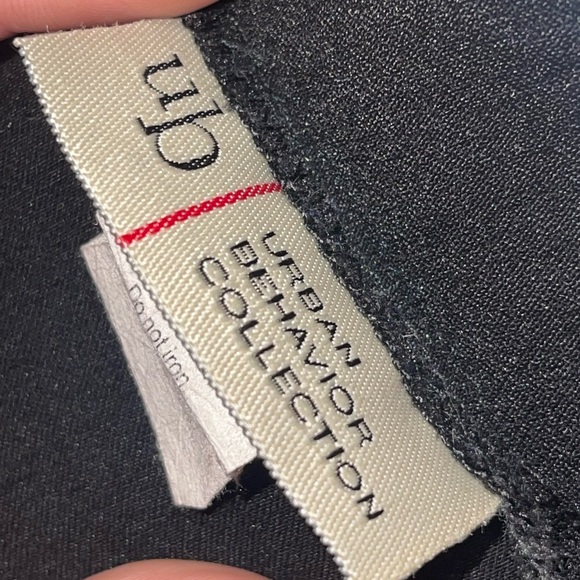 ub
URBAN
BEHAVIOR
COLLECTION
Do not iron